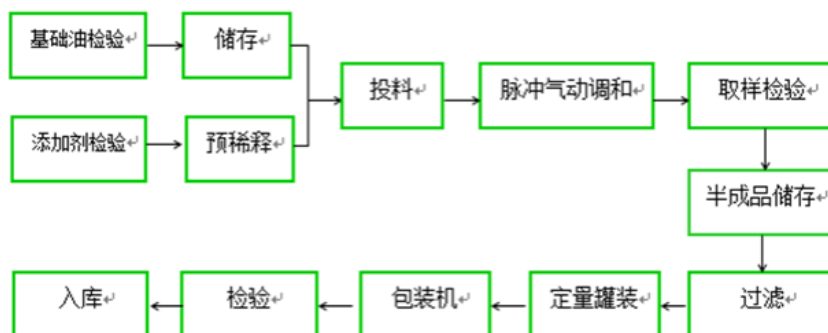 基础油检验
储存
投料
脉冲气动调和
取样检验
添加剂检验
预稀释
半成品储存
入库
检验
包装机
定量罐装
过滤